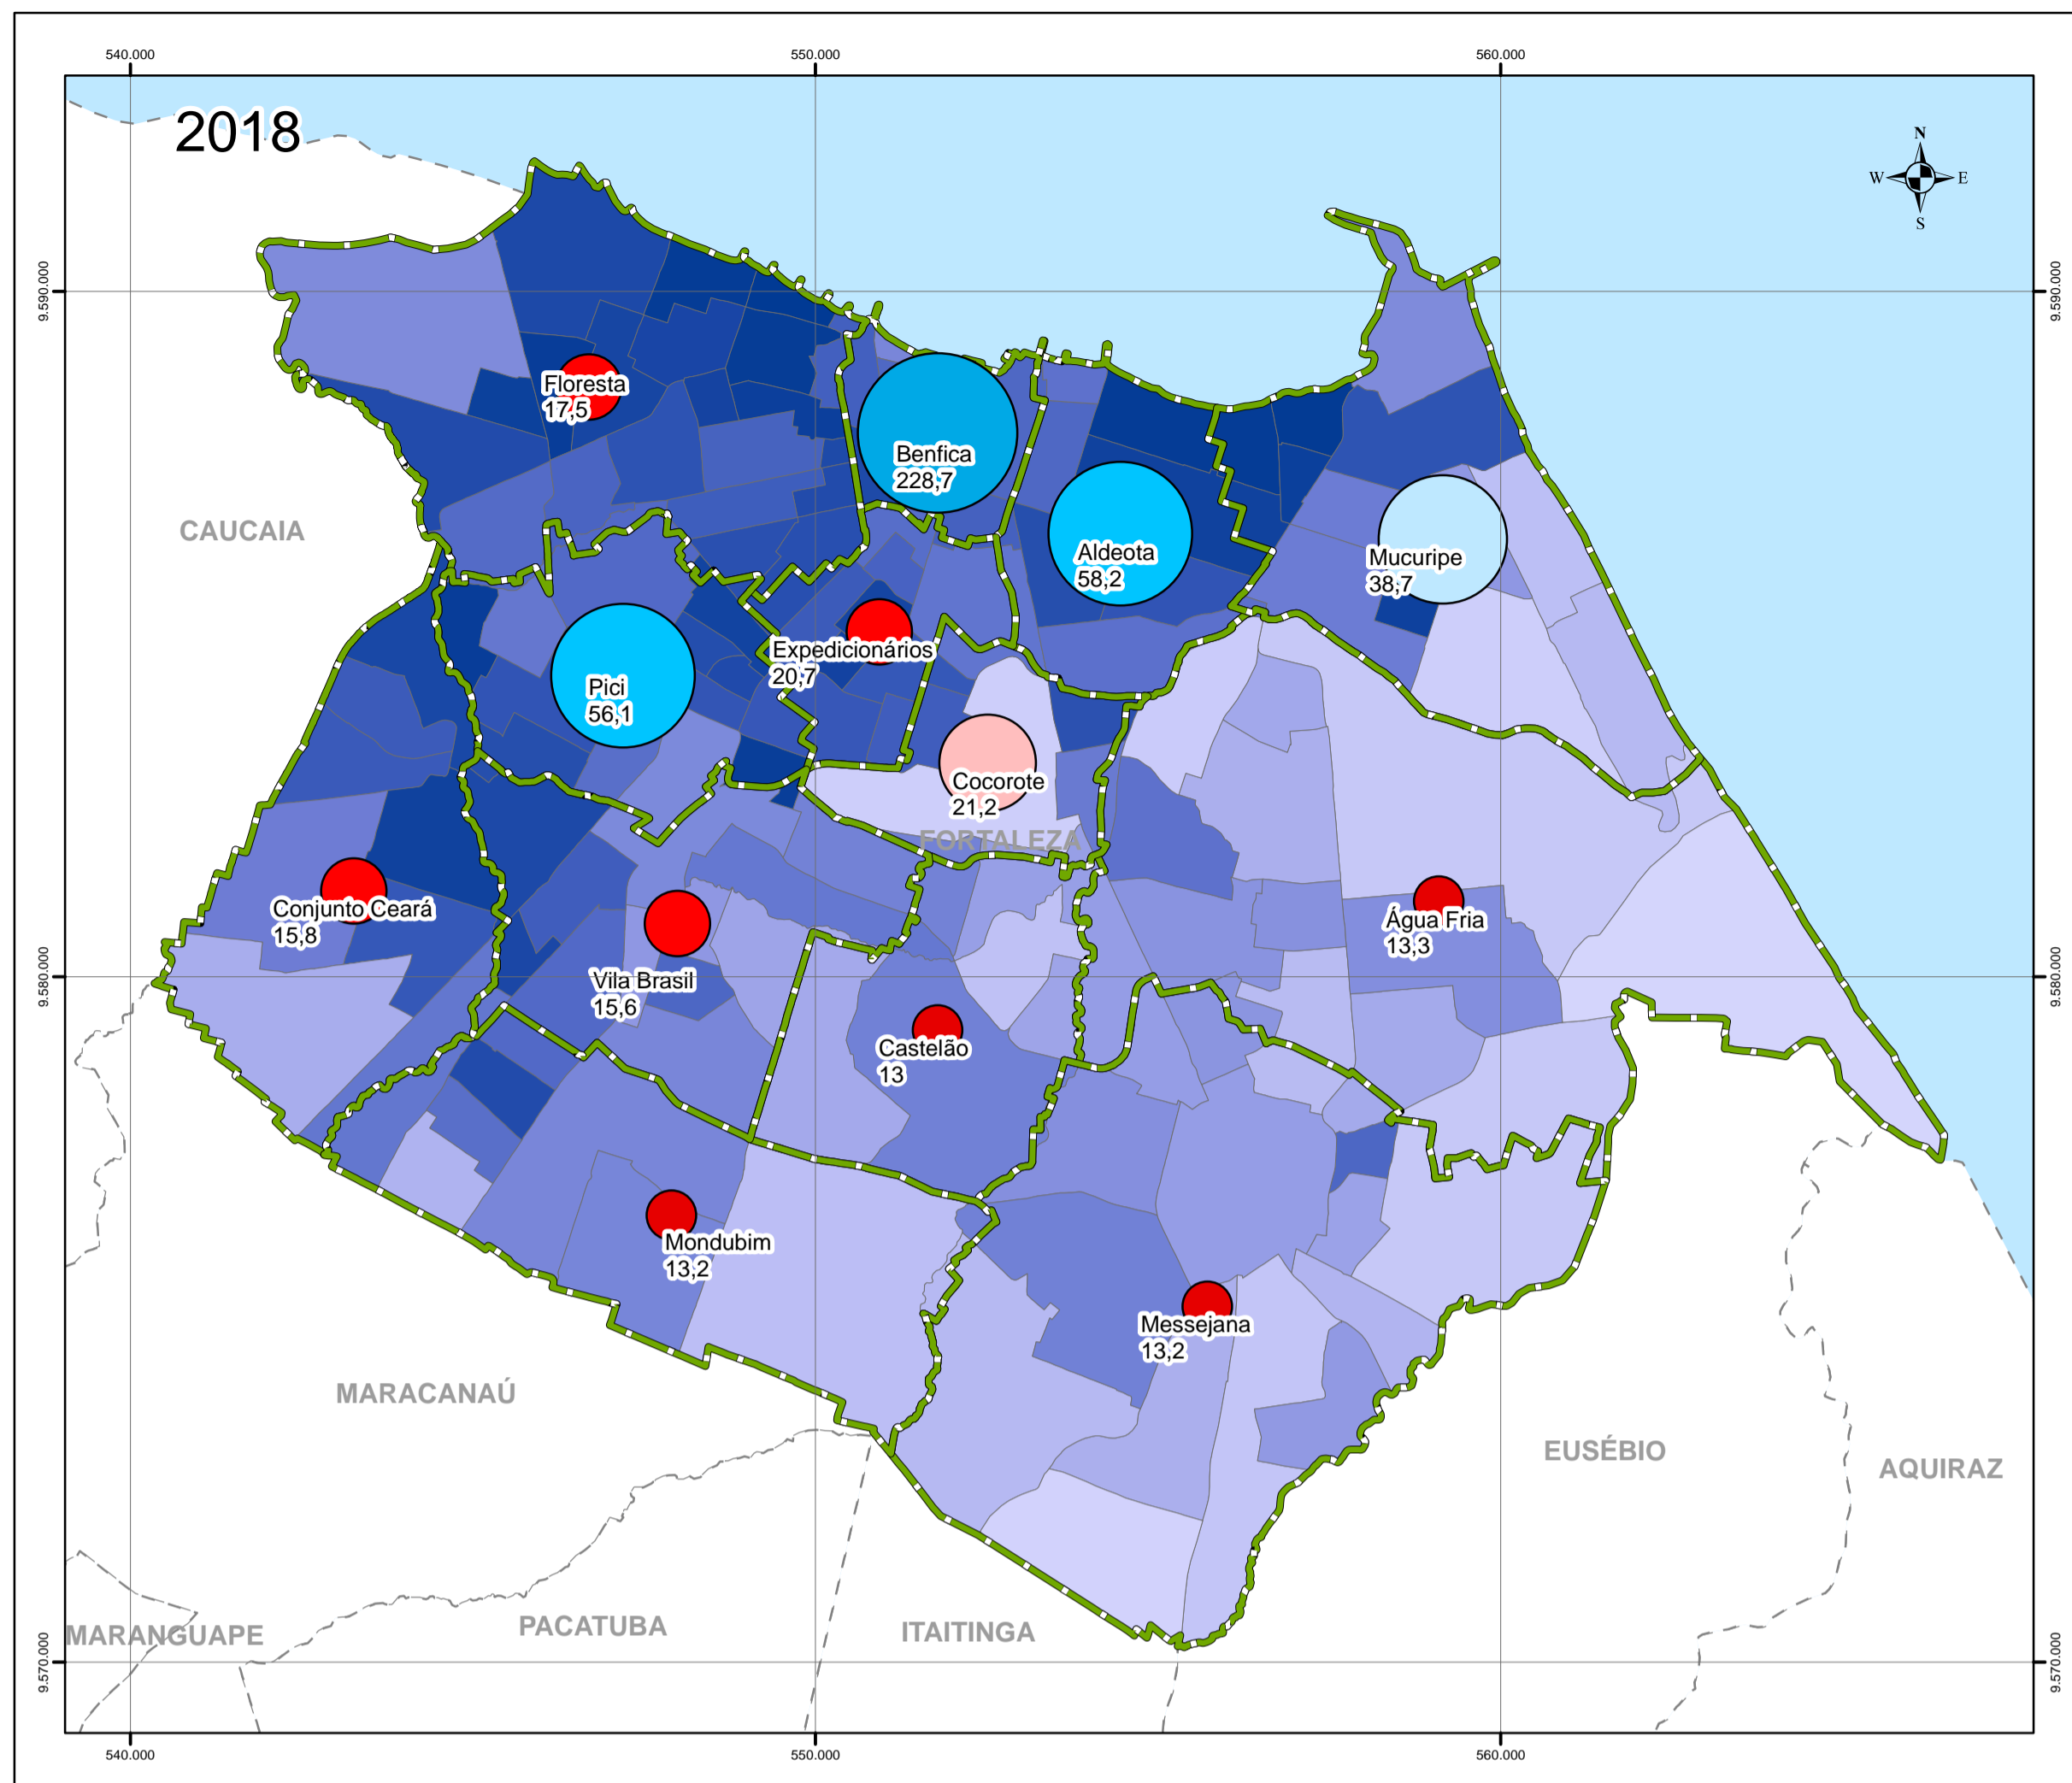 540.000
550.000
560.000
2018
N
W
E
S
9.590.000
9.590.000
Floresta
17,5
Benfica
228,7
CAUCAIA
Aldeota
58,2
Mucuripe
38,7
Expedicionários
20,7
Pici
56,1
Cocorote
21,2
FORTALEZA
Conjunto Ceará
15,8
Água Fria
13,3
9.580.000
9.580.000
Vila Brasil
15,6
Castelão
13
Mondubim
13,2
Messejana
13,2
MARACANAÚ
EUSÉBIO
AQUIRAZ
MARANGUAPE
PACATUBA
ITAITINGA
9.570.000
9.570.000
540.000
550.000
560.000